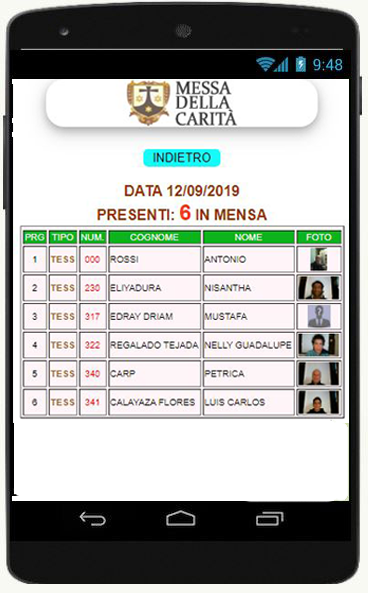 9:48
MESSA
DELLA
CARITÀ
INDIETRO
DATA 12/09/2019
PRESENTI: 6 IN MENSA
PRG TIPO NUM. COGNOME NOME FOTO
1 TESS 000 ROSSI ANTONIO
2 TESS 230 ELIYADURA NISANTHA
3 TESS 317 EDRAY DRIAM MUSTAFA
4 TESS 322 REGALADO TEJADA NELLY GUADALUPE
5 TESS 340 CARP PETRICA
6 TESS 341 CALAYAZA FLORES LUIS CARLOS